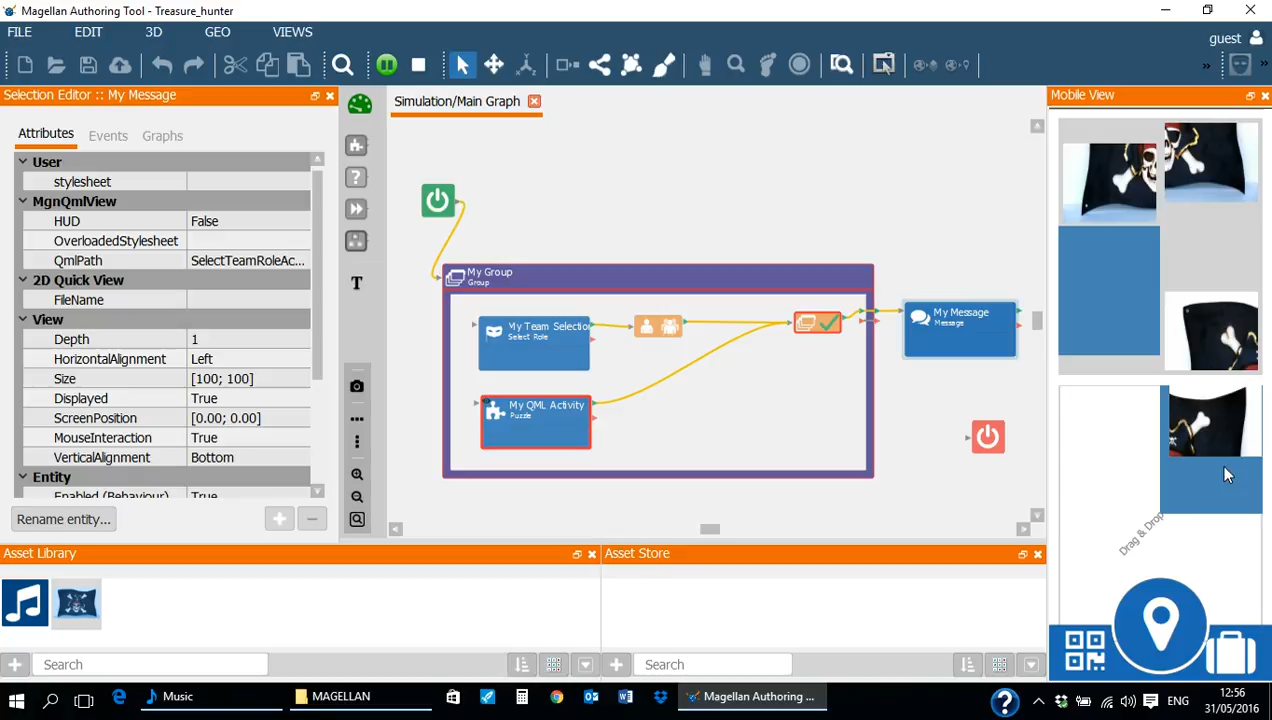 Magellan Authoring Tool - Treasure_hunter
FILE EDIT 3D GEO VIEWS
guest
Selection Editor :: My Message
Simulation/Main Graph
Mobile View
Attributes Events Graphs
User
stylesheet
MgnQmlView
HUD False
OverloadedStylesheet
QmlPath SelectTeamRoleAc...
2D Quick View
FileName
View
Depth 1
HorizontalAlignment Left
Size [100; 100]
Displayed True
ScreenPosition [0.00; 0.00]
MouseInteraction True
VerticalAlignment Bottom
Entity
Enabled (Behaviour) True
Rename entity...
T
My Group
Group
My Team Selectio
Select Role
My QML Activity
Puzzle
My Message
Message
Drag & Drop
Asset Library
Asset Store
Search
Search
Music
MAGELLAN
Magellan Authoring ...
ENG
12:56
31/05/2016